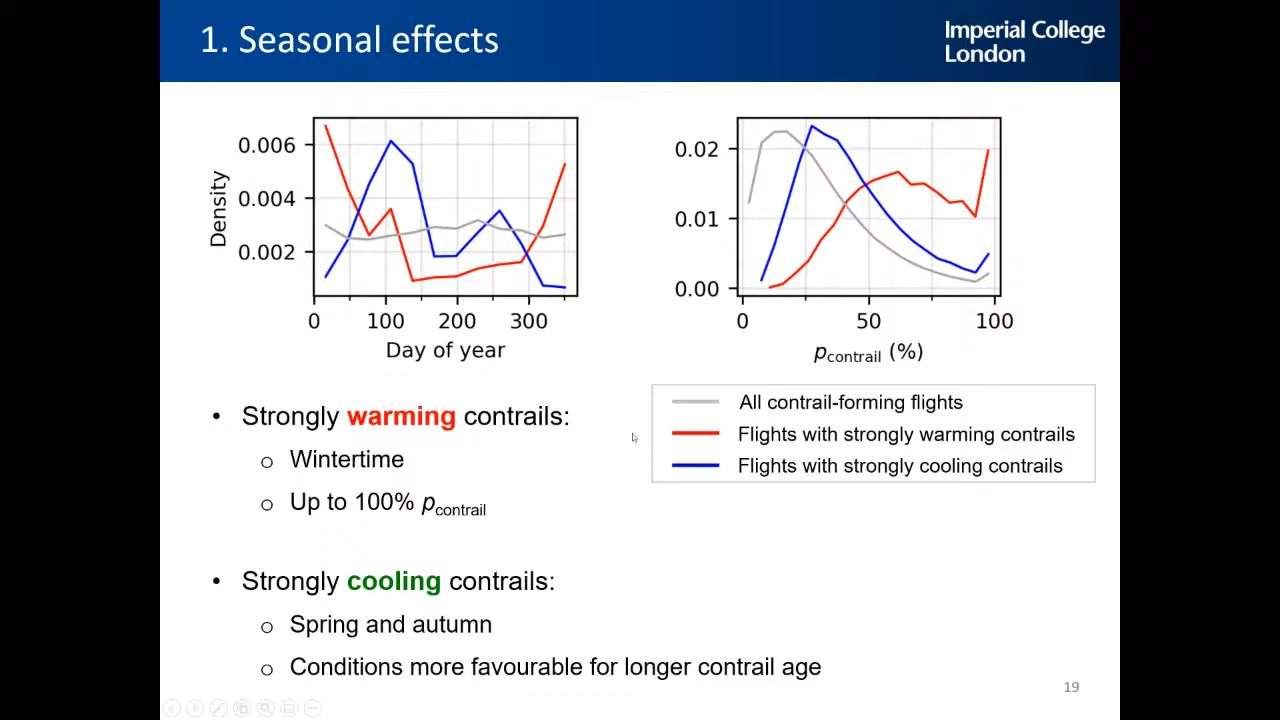 1. Seasonal effects
Imperial College
London
0.006
0.004
0.002
Density
0
100
200
300
Day of year
0.02
0.01
0.00
0
50
100
pcontrail (%)
• Strongly warming contrails:
o Wintertime
o Up to 100% pcontrail
All contrail-forming flights
Flights with strongly warming contrails
Flights with strongly cooling contrails
• Strongly cooling contrails:
o Spring and autumn
o Conditions more favourable for longer contrail age
19